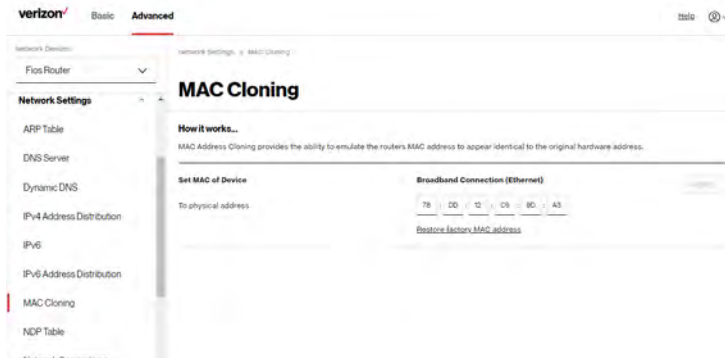 verizon✓ Basic Advanced Help
Network Devices:
Fios Router
Network Settings
ARP Table
DNS Server
Dynamic DNS
IPv4 Address Distribution
IPv6
IPv6 Address Distribution
MAC Cloning
NDP Table
Network Settings > MAC Cloning
MAC Cloning
How it works...
MAC Address Cloning provides the ability to emulate the routers MAC address to appear identical to the original hardware address.
Set MAC of Device Broadband Connection (Ethernet)
To physical address 78 : DD : 12 : C9 : BD : A3
Restore factory MAC address